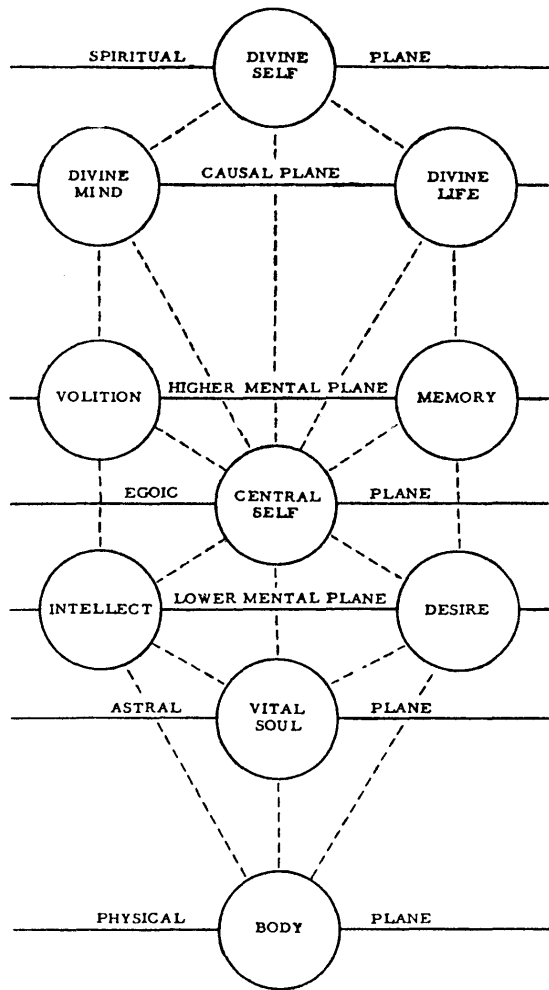 SPIRITUAL DIVINE SELF PLANE
DIVINE MIND CAUSAL PLANE DIVINE LIFE
VOLITION HIGHER MENTAL PLANE MEMORY
EGOIC CENTRAL SELF PLANE
INTELLECT LOWER MENTAL PLANE DESIRE
ASTRAL VITAL SOUL PLANE
PHYSICAL BODY PLANE